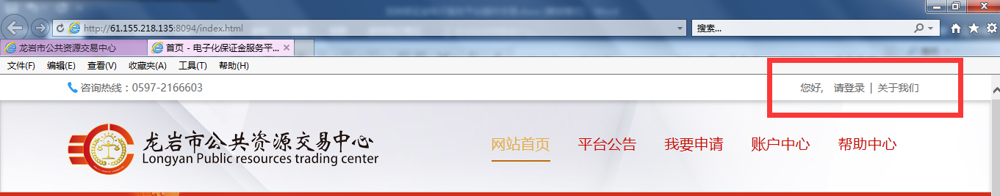 http://61.155.218.135:8094/index.html
搜索...
龙岩市公共资源交易中心
首页 - 电子化保证金服务平...
文件(F) 编辑(E) 查看(V) 收藏夹(A) 工具(T) 帮助(H)
咨询热线：0597-2166603
您好, 请登录 | 关于我们
龙岩市公共资源交易中心
Longyan Public resources trading center
网站首页 平台公告 我要申请 账户中心 帮助中心